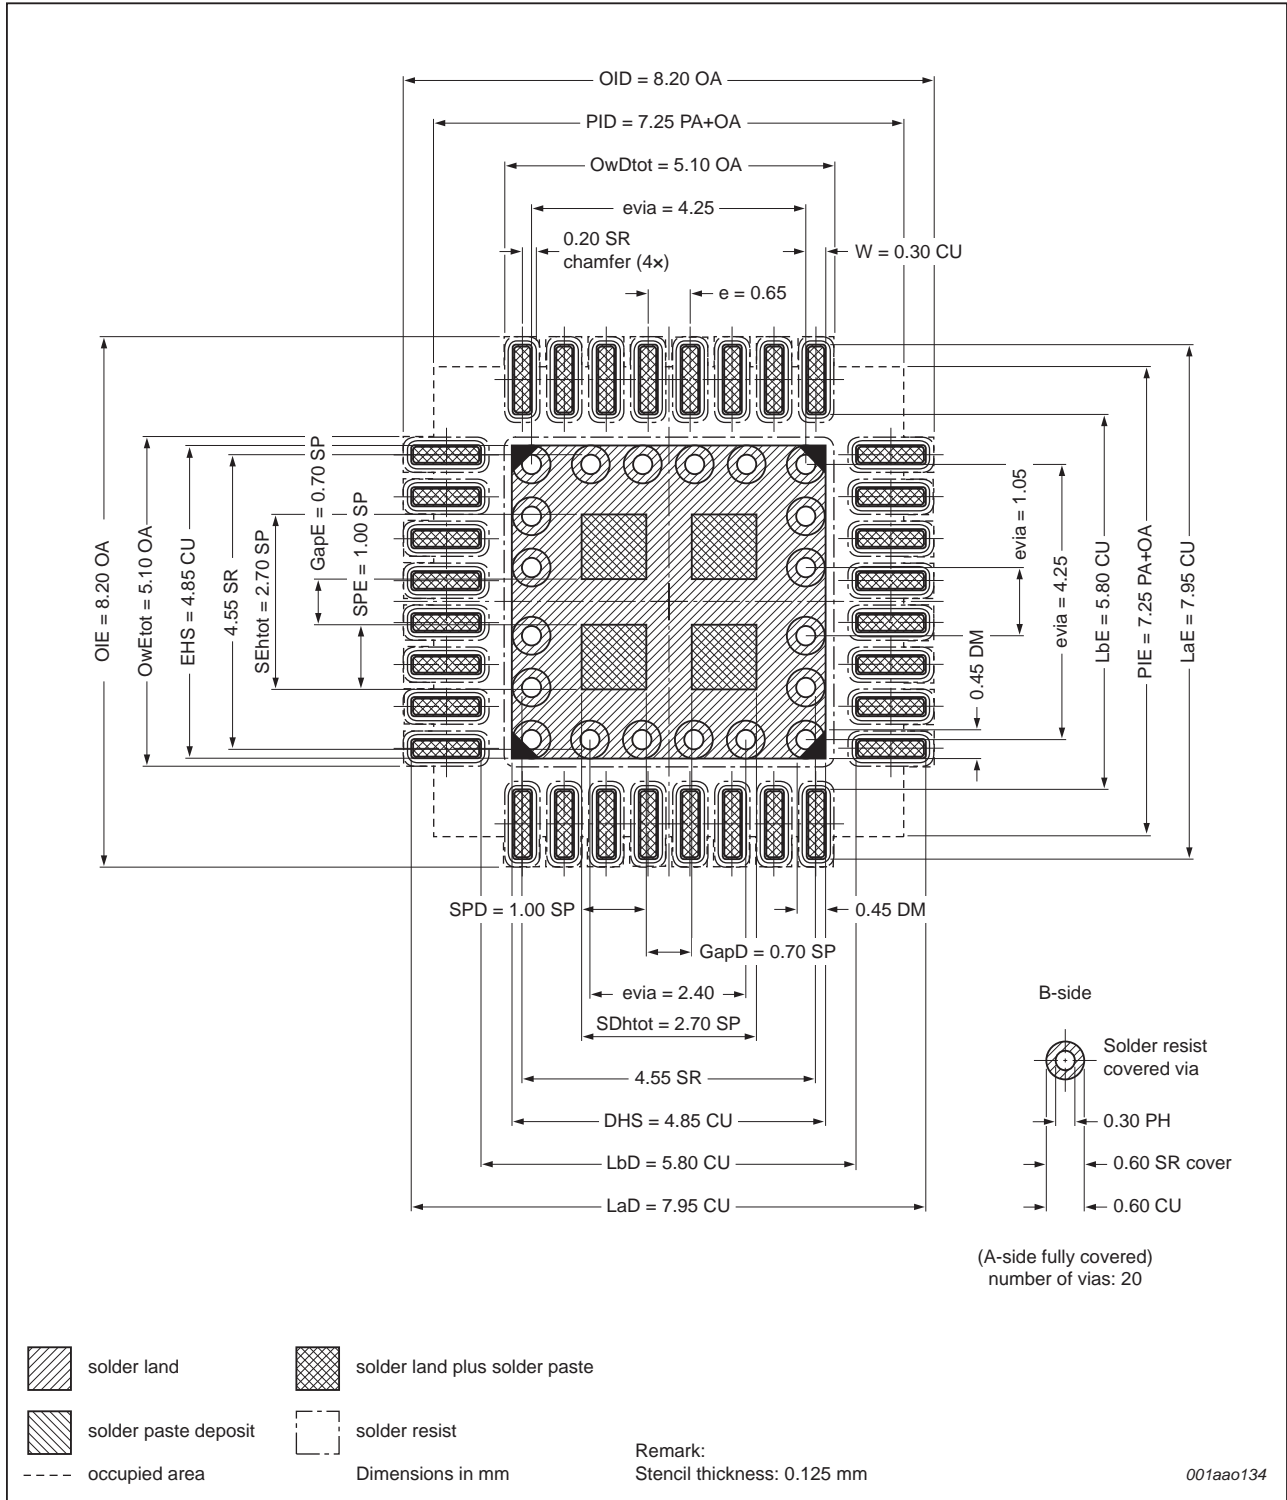 OID = 8.20 OA
PID = 7.25 PA+OA
OwDtot = 5.10 OA
evia = 4.25
0.20 SR
chamfer (4×)
W = 0.30 CU
e = 0.65
OIE = 8.20 OA
OwEtot = 5.10 OA
EHS = 4.85 CU
4.55 SR
SEhtot = 2.70 SP
GapE = 0.70 SP
SPE = 1.00 SP
evia = 1.05
0.45 DM
evia = 4.25
LbE = 5.80 CU
PIE = 7.25 PA+OA
LaE = 7.95 CU
SPD = 1.00 SP
0.45 DM
GapD = 0.70 SP
evia = 2.40
SDhtot = 2.70 SP
4.55 SR
DHS = 4.85 CU
LbD = 5.80 CU
LaD = 7.95 CU
B-side
Solder resist
covered via
0.30 PH
0.60 SR cover
0.60 CU
(A-side fully covered)
number of vias: 20
solder land
solder land plus solder paste
solder paste deposit
solder resist
occupied area
Dimensions in mm
Remark:
Stencil thickness: 0.125 mm
001aao134